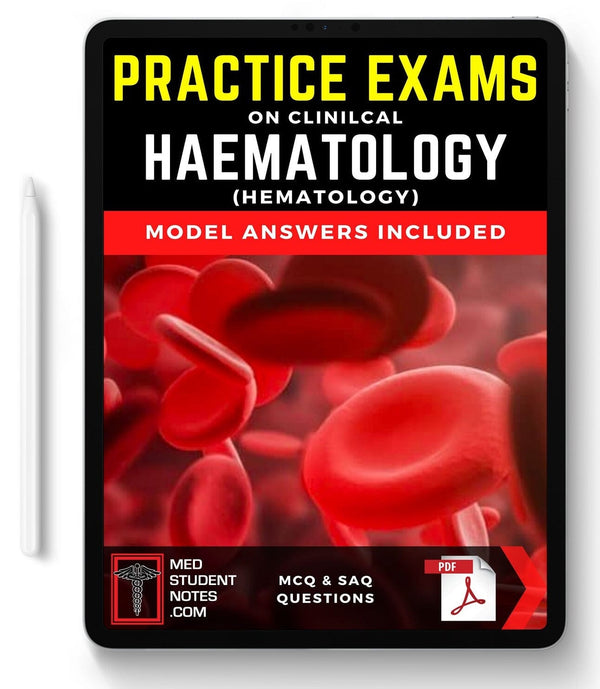 PRACTICE EXAMS
ON CLINILCAL
HAEMATOLOGY
(HEMATOLOGY)
MODEL ANSWERS INCLUDED
MED
STUDENT
NOTES
.COM
MCQ & SAQ
QUESTIONS
PDF